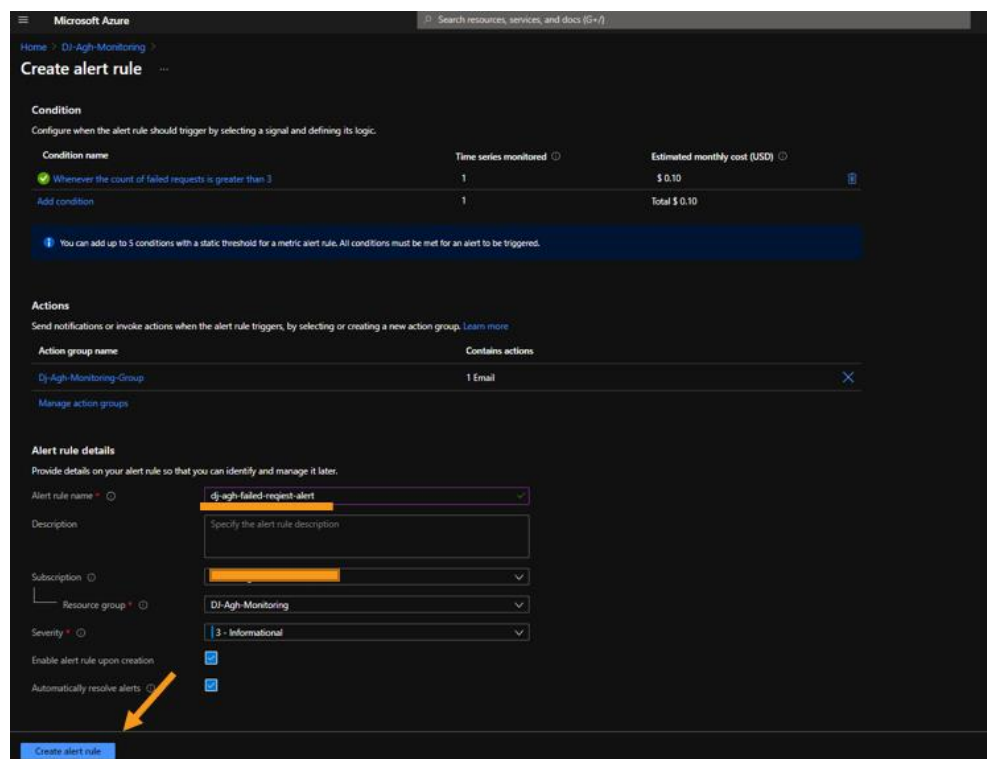 Microsoft Azure
Search resources, services, and docs (G+/)
Home > DJ-Agh-Monitoring >
Create alert rule ...
Condition
Configure when the alert rule should trigger by selecting a signal and defining its logic.
Condition name Time series monitored Estimated monthly cost (USD)
Whenever the count of failed requests is greater than 3 1 $ 0.10
Add condition 1 Total $ 0.10
You can add up to 5 conditions with a static threshold for a metric alert rule. All conditions must be met for an alert to be triggered.
Actions
Send notifications or invoke actions when the alert rule triggers, by selecting or creating a new action group. Learn more
Action group name Contains actions
Dj-Agh-Monitoring-Group 1 Email
Manage action groups
Alert rule details
Provide details on your alert rule so that you can identify and manage it later.
Alert rule name * dj-agh-failed-reqiest-alert
Description Specify the alert rule description
Subscription
Resource group * DJ-Agh-Monitoring
Severity * 3 - Informational
Enable alert rule upon creation
Automatically resolve alerts
Create alert rule